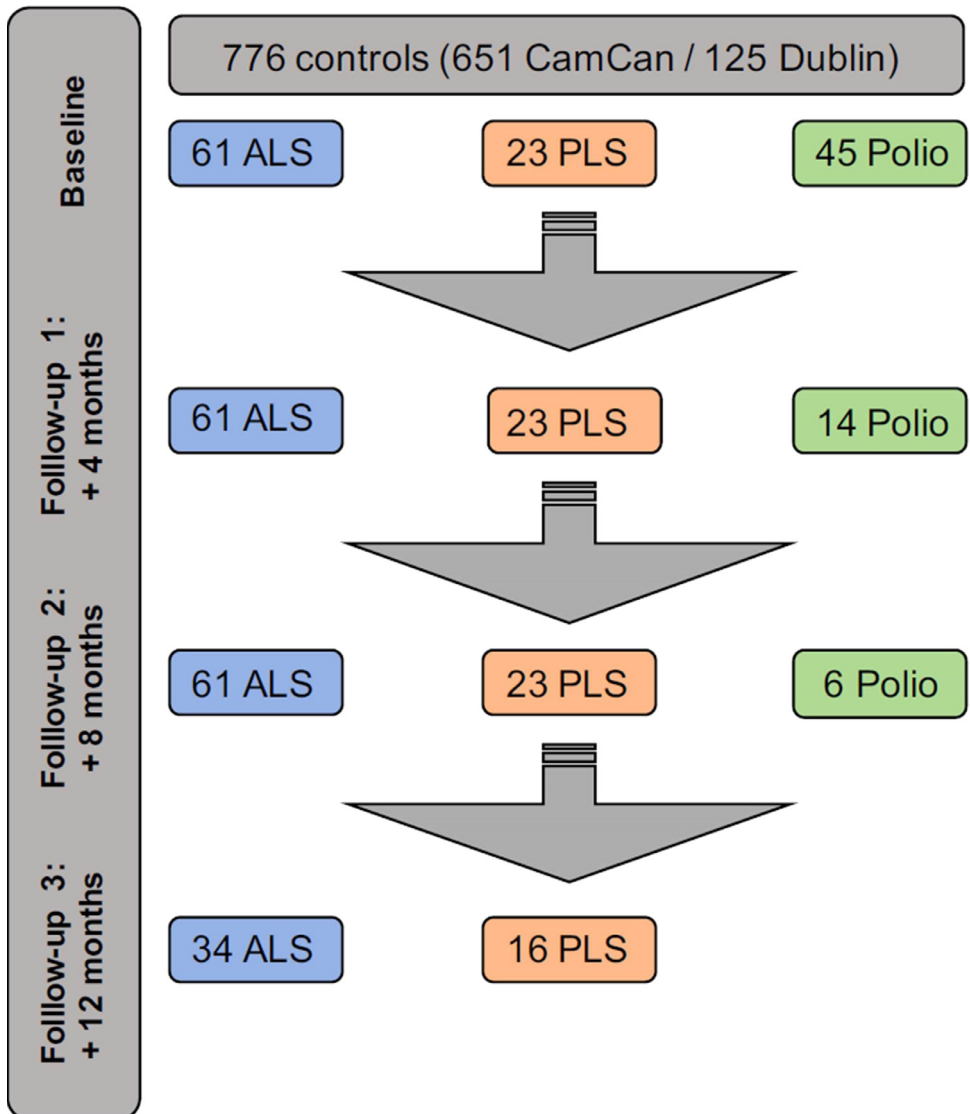 776 controls (651 CamCan / 125 Dublin)
Baseline
61 ALS
23 PLS
45 Polio
Folllow-up 1:
+ 4 months
61 ALS
23 PLS
14 Polio
Folllow-up 2:
+ 8 months
61 ALS
23 PLS
6 Polio
Folllow-up 3:
+ 12 months
34 ALS
16 PLS